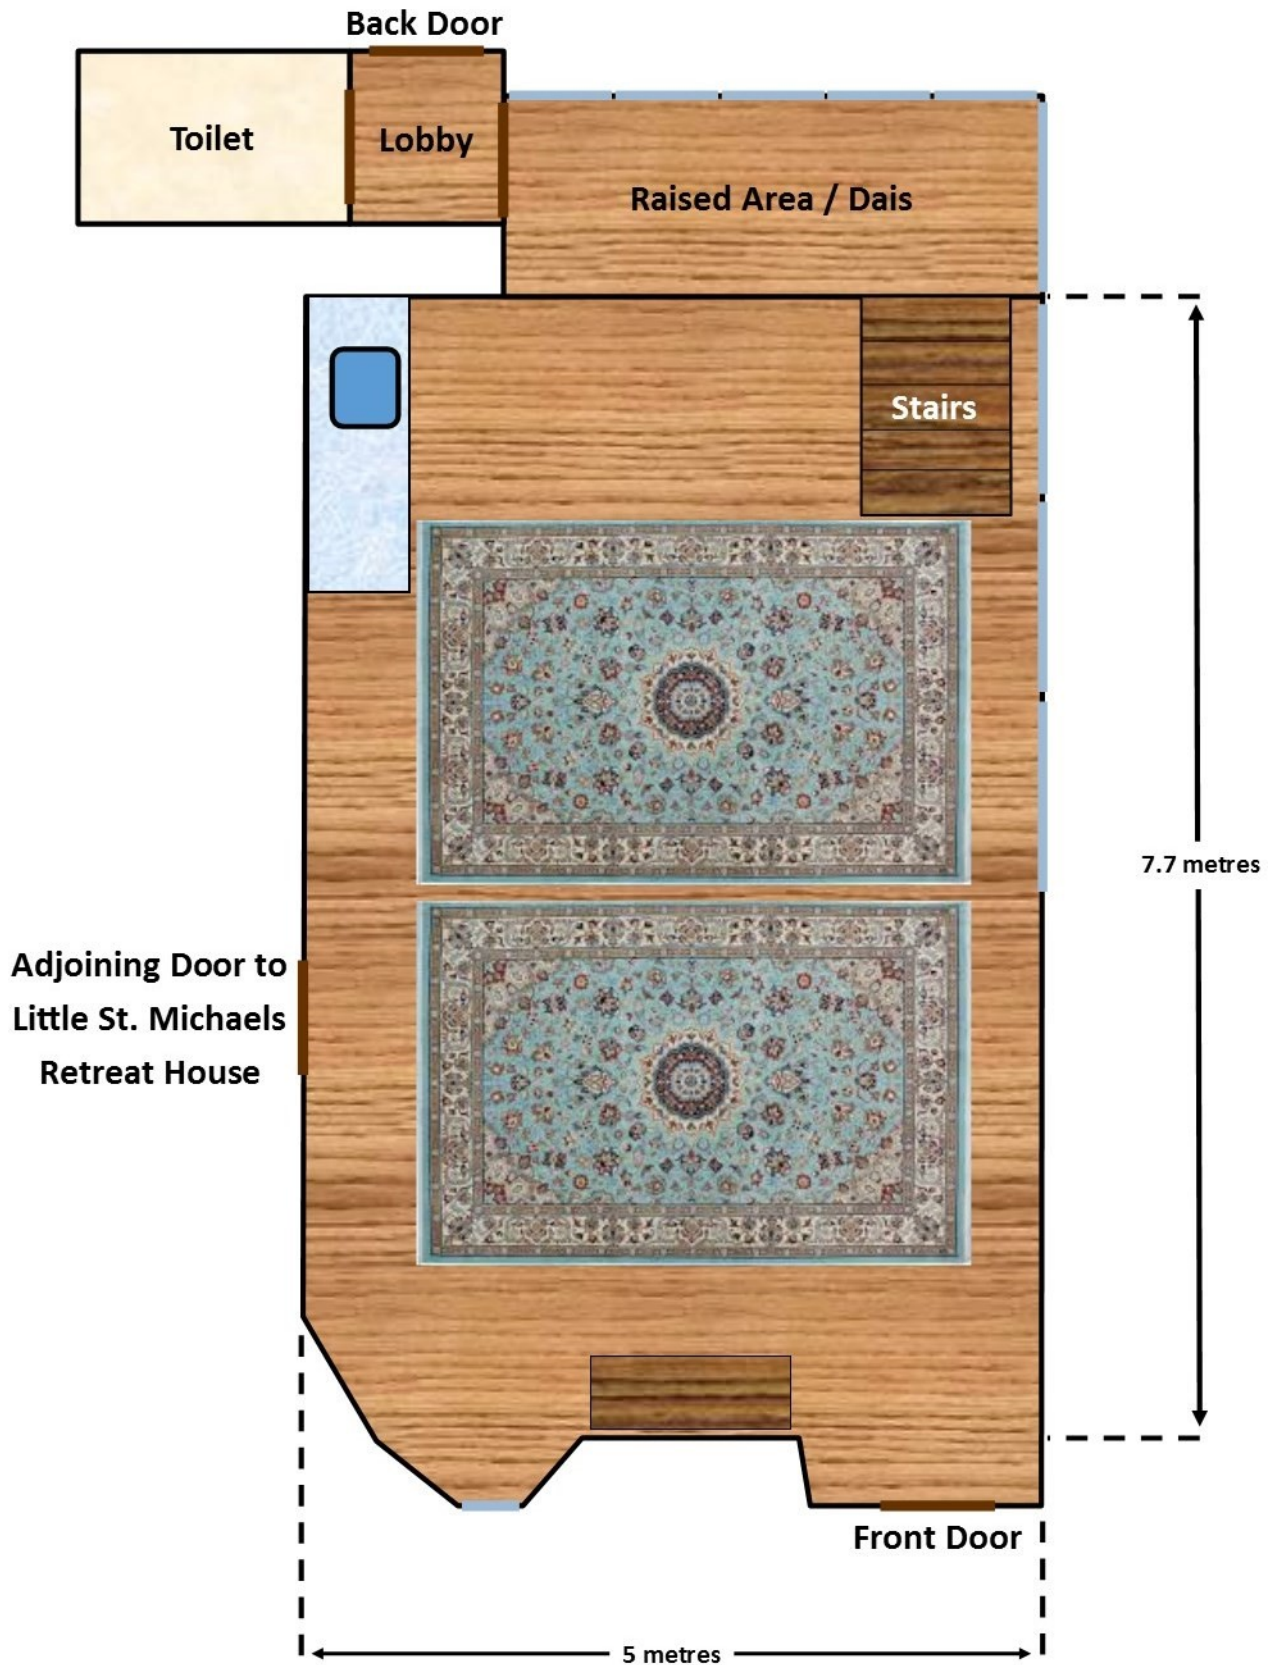 Back Door
Toilet
Lobby
Raised Area / Dais
Stairs
7.7 metres
Adjoining Door to
Little St. Michaels
Retreat House
Front Door
5 metres